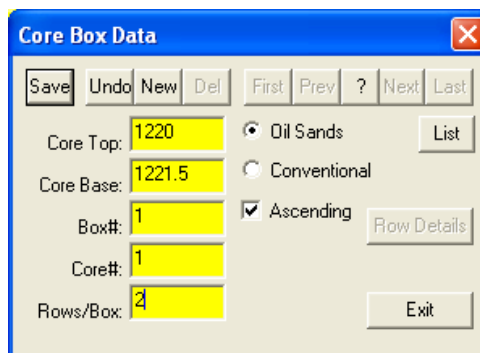 Core Box Data
Save Undo New Del First Prev ? Next Last
Core Top: 1220 Oil Sands List
Core Base: 1221.5 Conventional
Box#: 1 Ascending Row Details
Core#: 1
Rows/Box: 2 Exit